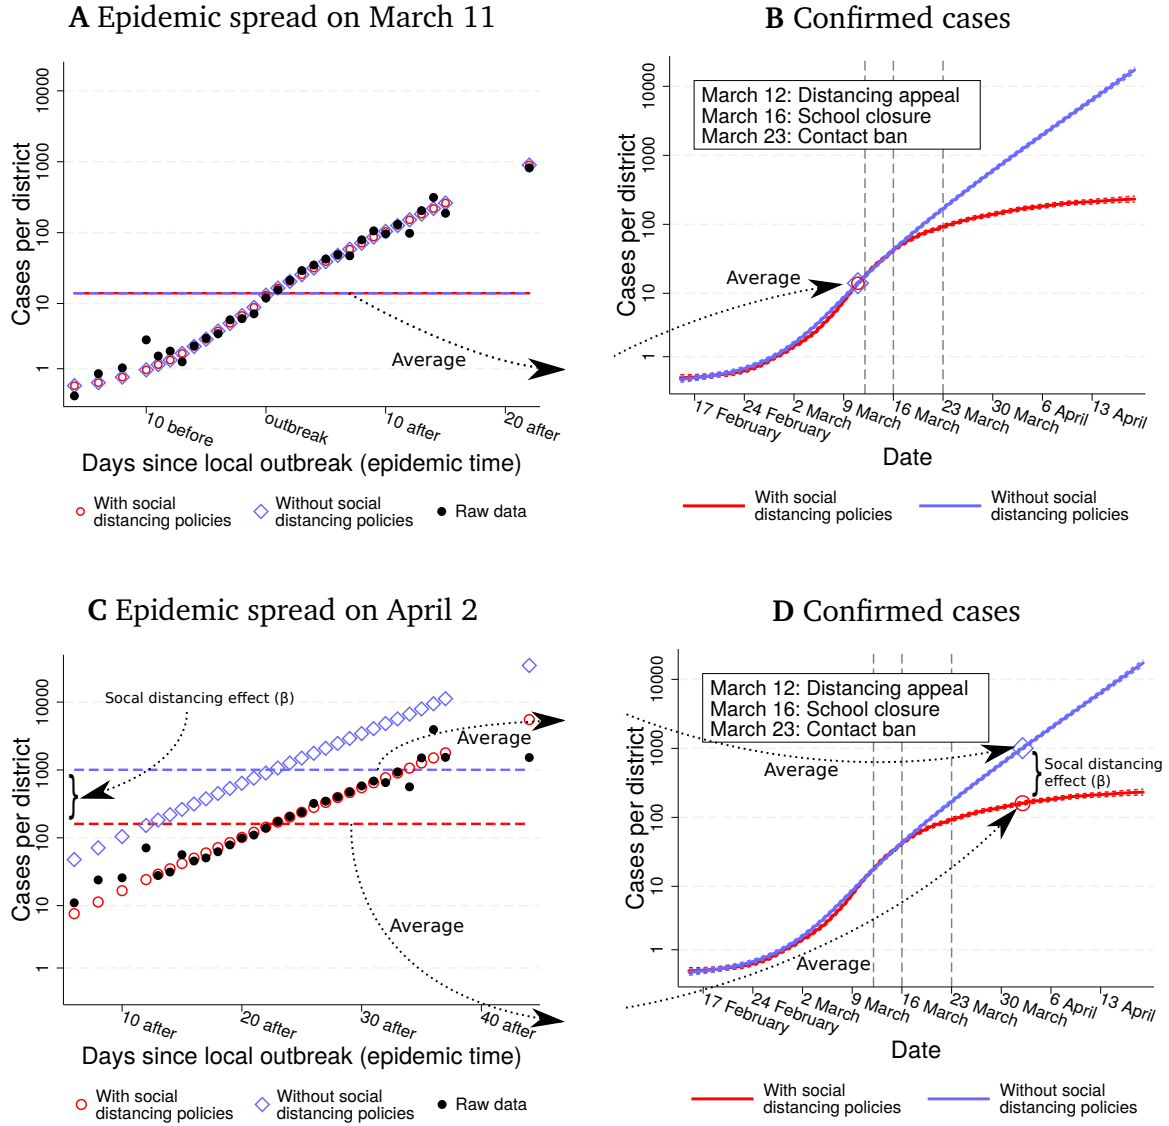 A Epidemic spread on March 11
Cases per district
10000
1000
100
10
1
Average
10 before
outbreak
10 after
20 after
Days since local outbreak (epidemic time)
With social
distancing policies
Without social
distancing policies
Raw data
B Confirmed cases
Cases per district
10000
1000
100
10
1
March 12: Distancing appeal
March 16: School closure
March 23: Contact ban
Average
17 February
24 February
2 March
9 March
16 March
23 March
30 March
6 April
13 April
Date
With social
distancing policies
Without social
distancing policies
C Epidemic spread on April 2
Cases per district
10000
1000
100
10
1
Socal distancing effect (β)
Average
Average
10 after
20 after
30 after
40 after
Days since local outbreak (epidemic time)
With social
distancing policies
Without social
distancing policies
Raw data
D Confirmed cases
Cases per district
10000
1000
100
10
1
March 12: Distancing appeal
March 16: School closure
March 23: Contact ban
Average
Socal distancing
effect (β)
Average
17 February
24 February
2 March
9 March
16 March
23 March
30 March
6 April
13 April
Date
With social
distancing policies
Without social
distancing policies